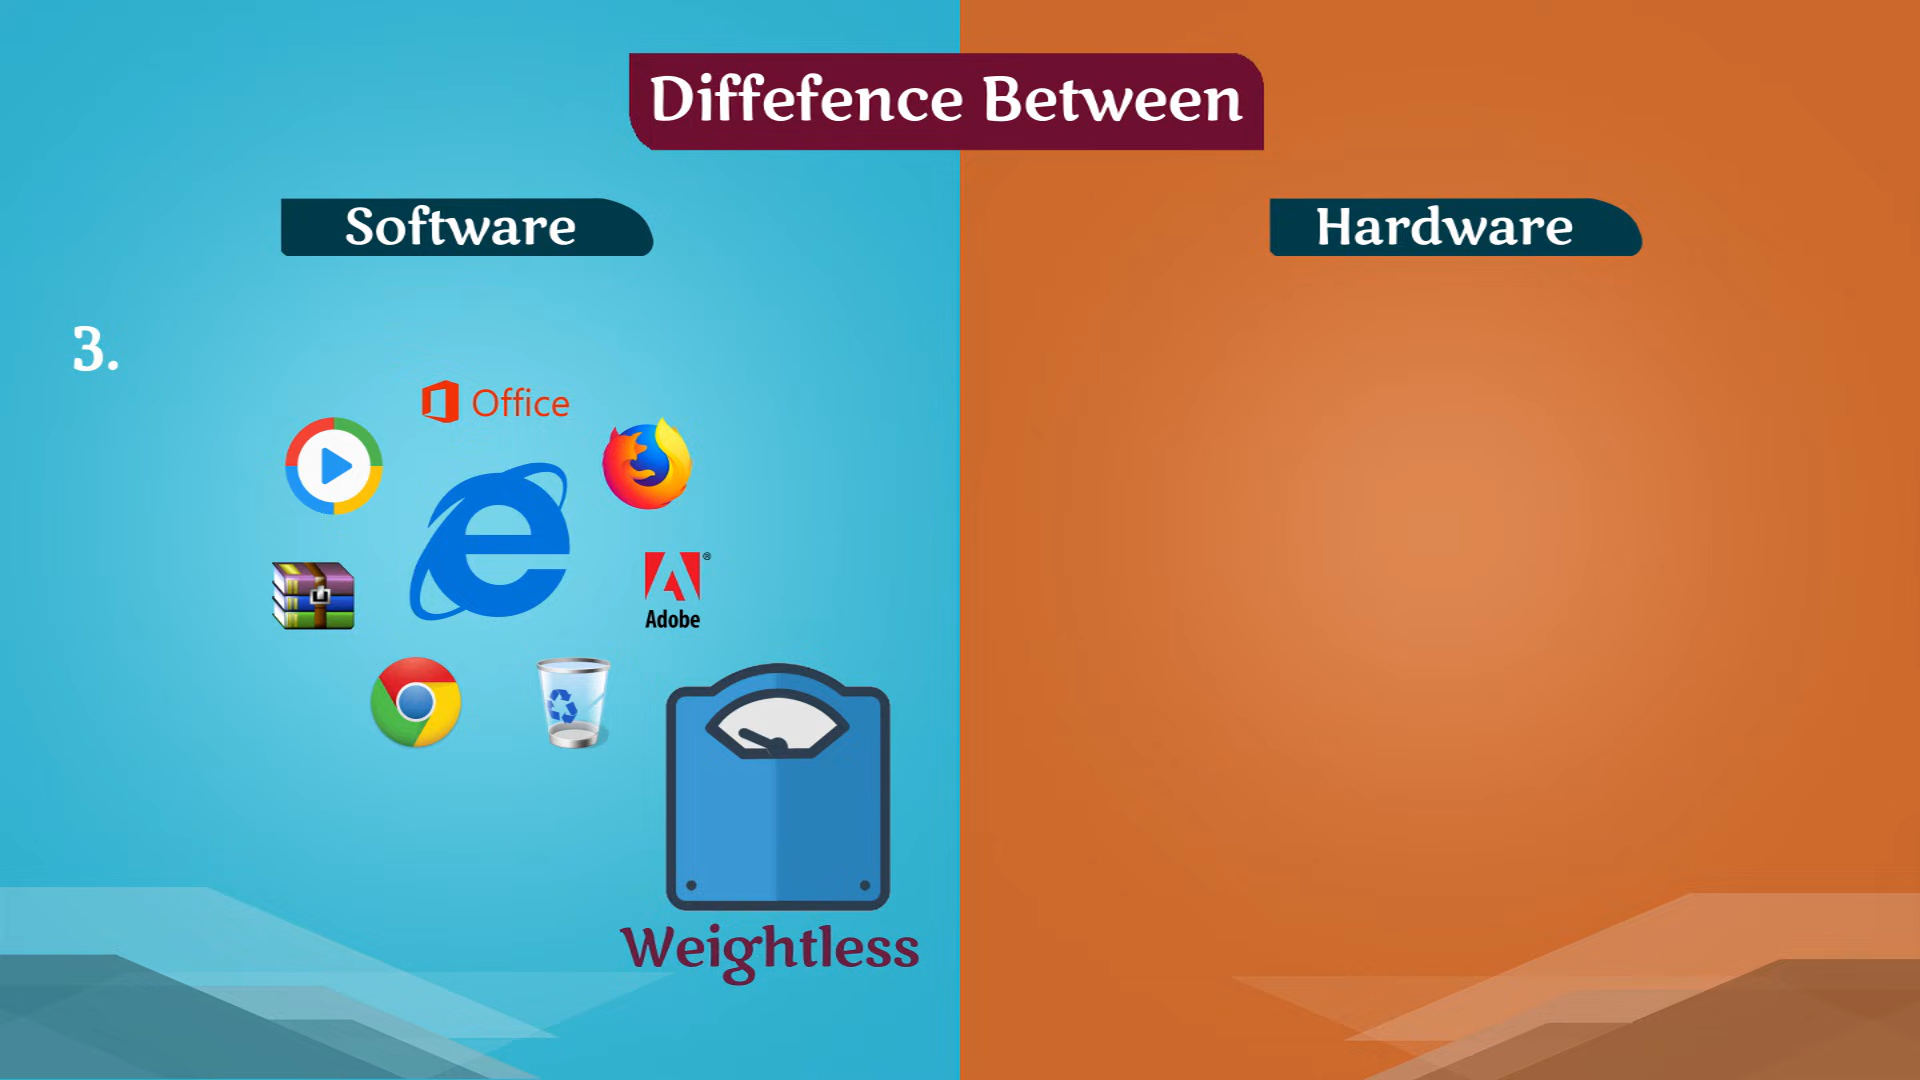 Diffefence Between
Software
Hardware
3.
Office
Adobe®
Weightless